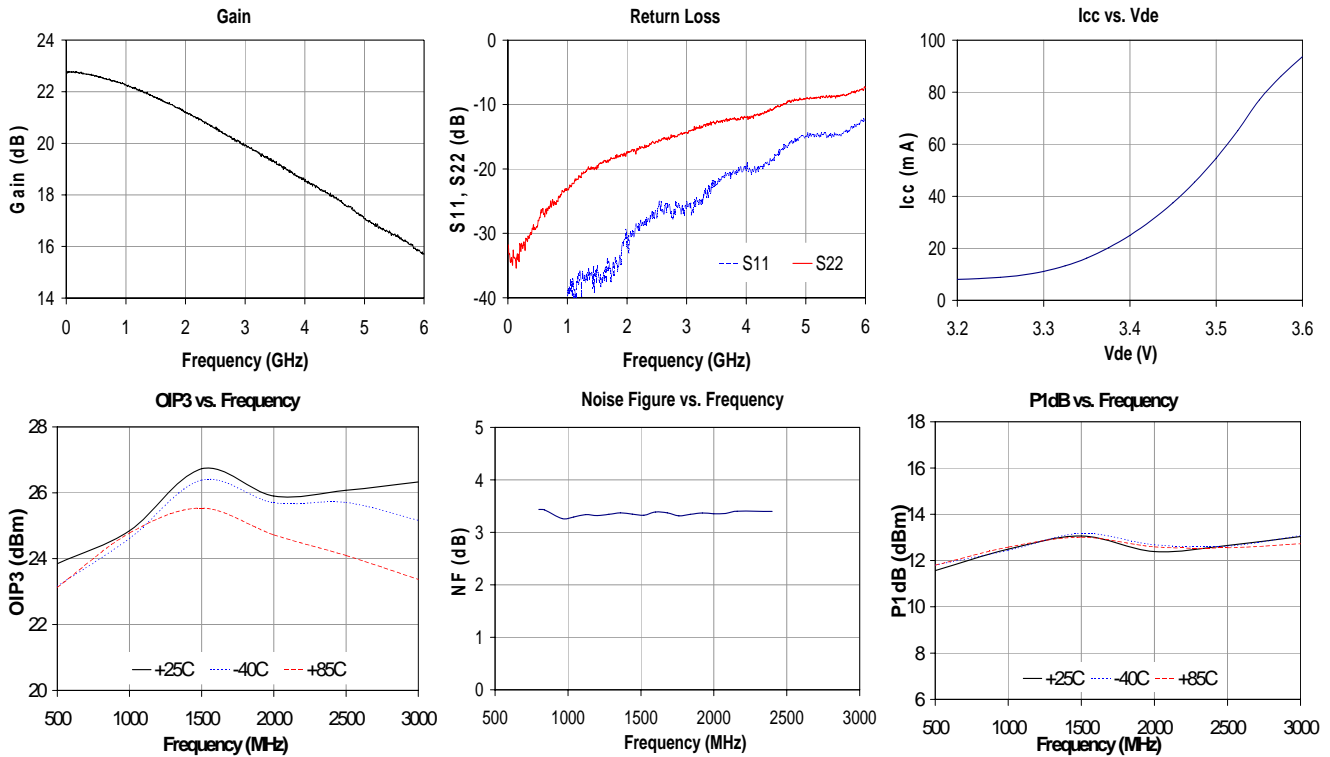 Gain
24
22
20
18
16
14
Gain (dB)
0 1 2 3 4 5 6
Frequency (GHz)
Return Loss
0
-10
-20
-30
-40
S11, S22 (dB)
S11 S22
0 1 2 3 4 5 6
Frequency (GHz)
Icc vs. Vde
100
80
60
40
20
0
Icc (mA)
3.2 3.3 3.4 3.5 3.6
Vde (V)
OIP3 vs. Frequency
28
26
24
22
20
OIP3 (dBm)
+25C -40C +85C
500 1000 1500 2000 2500 3000
Frequency (MHz)
Noise Figure vs. Frequency
5
4
3
2
1
0
NF (dB)
500 1000 1500 2000 2500 3000
Frequency (MHz)
P1dB vs. Frequency
18
16
14
12
10
8
6
P1dB (dBm)
+25C -40C +85C
500 1000 1500 2000 2500 3000
Frequency (MHz)